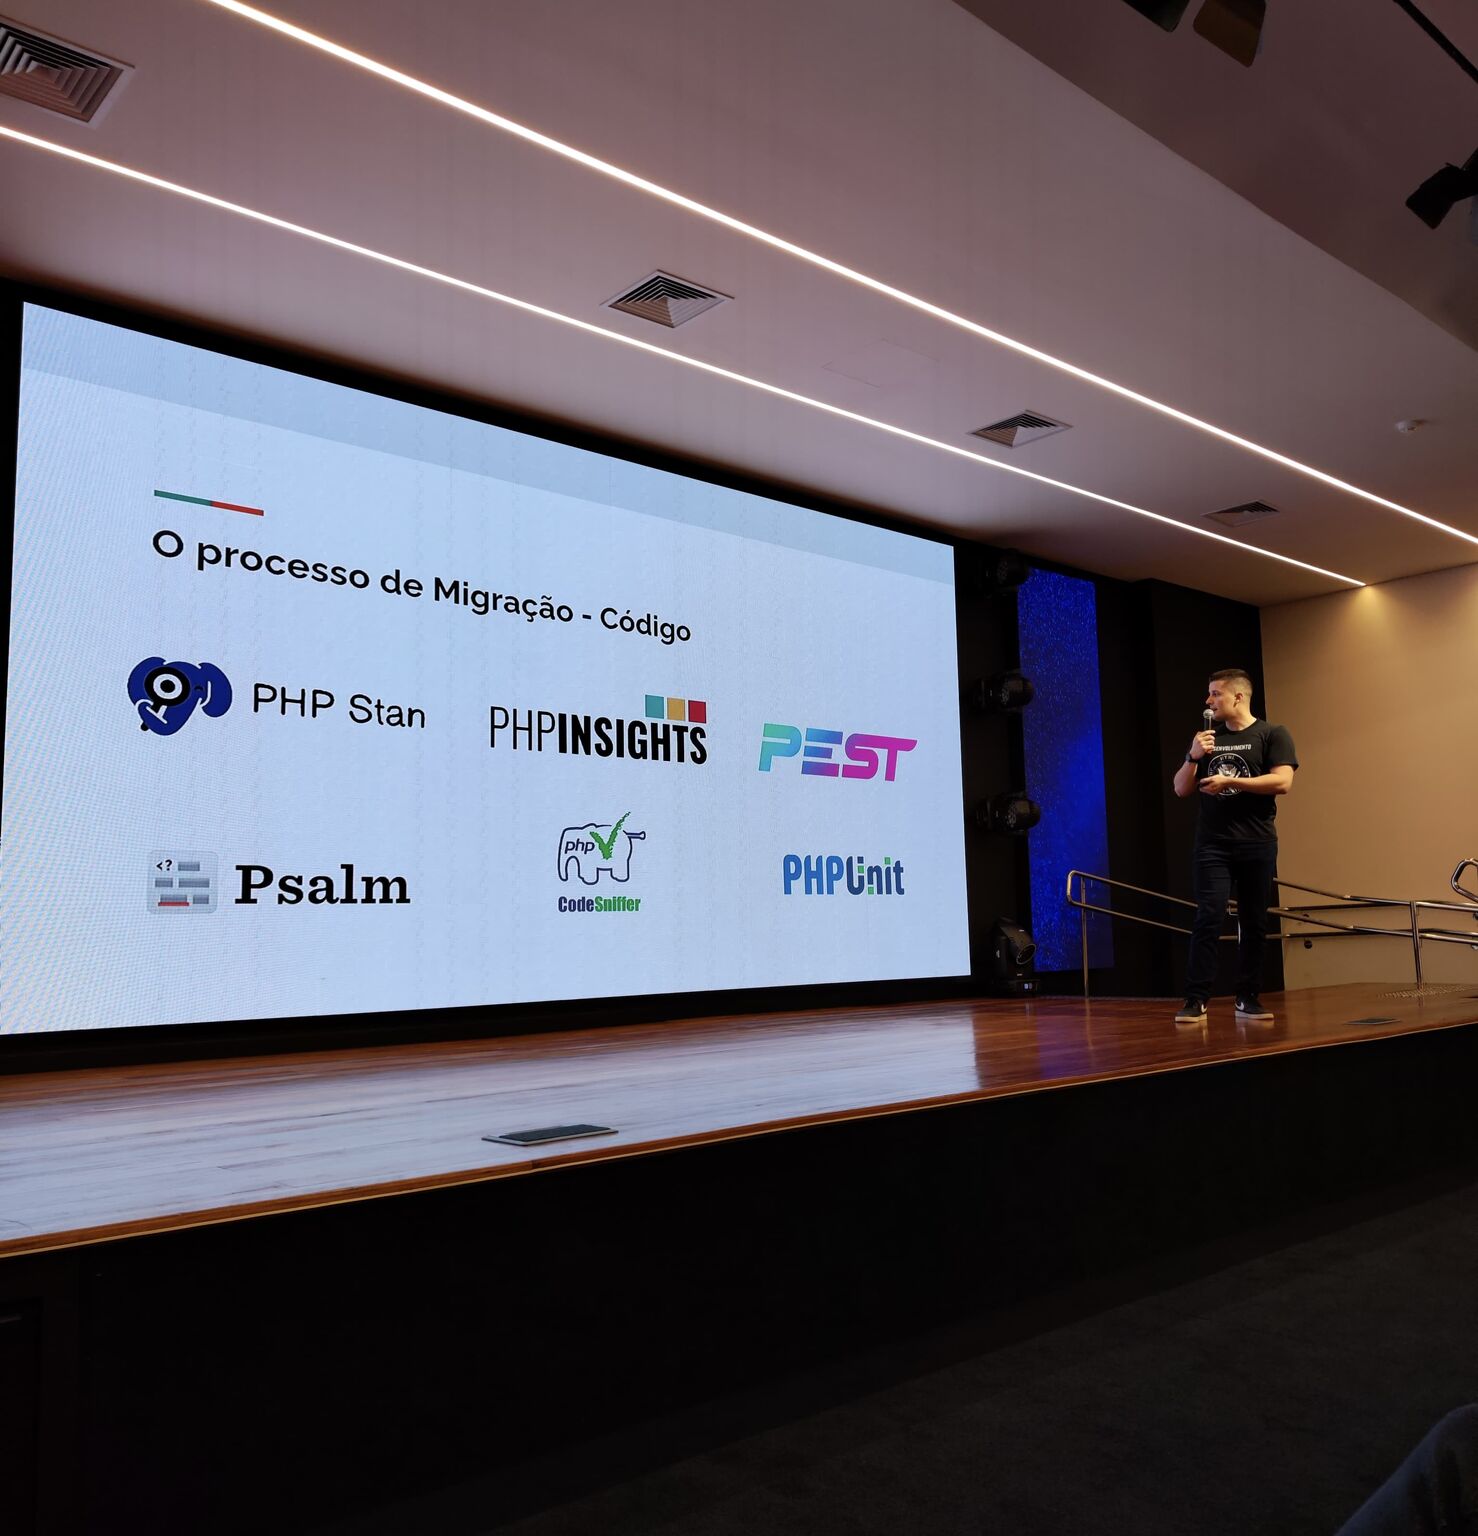 O processo de Migração - Código
PHP Stan
PHPINSIGHTS
PEST
<?
Psalm
php
CodeSniffer
PHPUnit